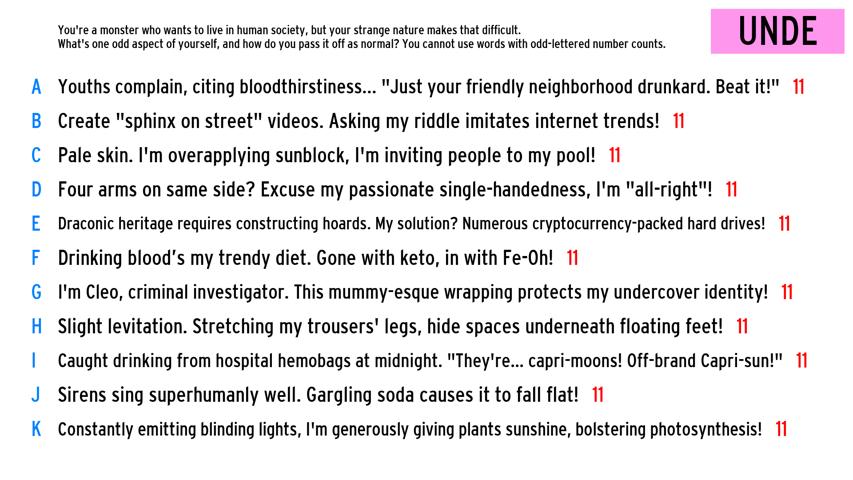 You're a monster who wants to live in human society, but your strange nature makes that difficult.
What's one odd aspect of yourself, and how do you pass it off as normal? You cannot use words with odd-lettered number counts.
UNDE
A Youths complain, citing bloodthirstiness... "Just your friendly neighborhood drunkard. Beat it!" 11
B Create "sphinx on street" videos. Asking my riddle imitates internet trends! 11
C Pale skin. I'm overapplying sunblock, I'm inviting people to my pool! 11
D Four arms on same side? Excuse my passionate single-handedness, I'm "all-right"! 11
E Draconic heritage requires constructing hoards. My solution? Numerous cryptocurrency-packed hard drives! 11
F Drinking blood's my trendy diet. Gone with keto, in with Fe-Oh! 11
G I'm Cleo, criminal investigator. This mummy-esque wrapping protects my undercover identity! 11
H Slight levitation. Stretching my trousers' legs, hide spaces underneath floating feet! 11
I Caught drinking from hospital hemobags at midnight. "They're... capri-moons! Off-brand Capri-sun!" 11
J Sirens sing superhumanly well. Gargling soda causes it to fall flat! 11
K Constantly emitting blinding lights, I'm generously giving plants sunshine, bolstering photosynthesis! 11